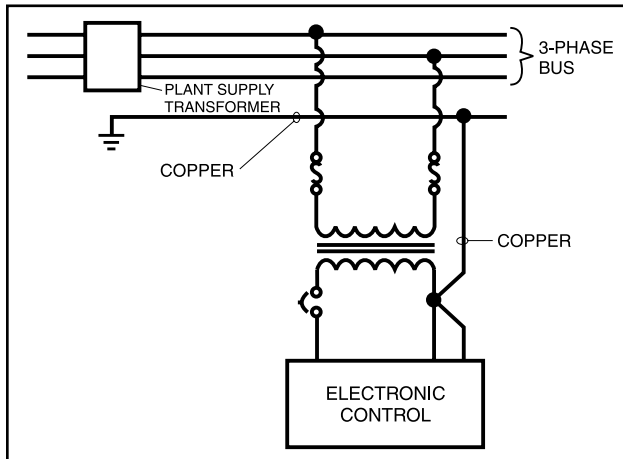 3-PHASE
BUS
PLANT SUPPLY
TRANSFORMER
COPPER
COPPER
ELECTRONIC
CONTROL